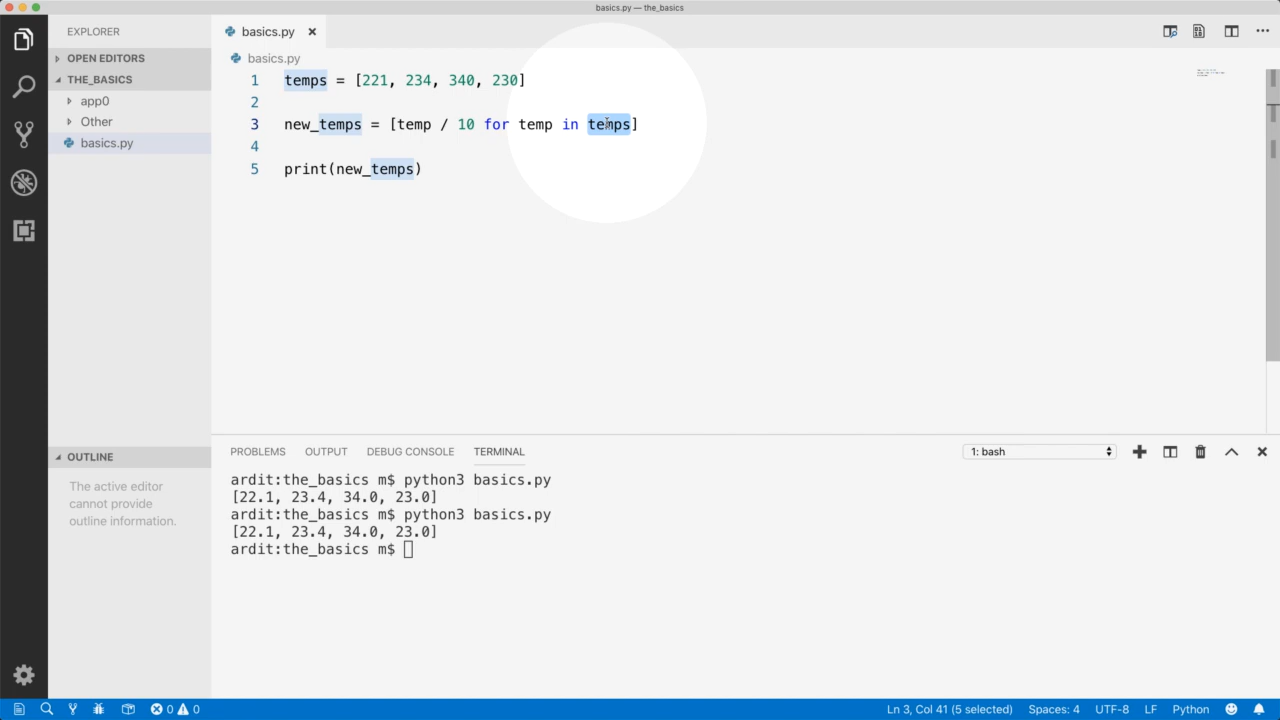 basics.py — the_basics
EXPLORER
OPEN EDITORS
THE_BASICS
app0
Other
basics.py
OUTLINE
The active editor
cannot provide
outline information.
basics.py
basics.py
1 temps = [221, 234, 340, 230]
2
3 new_temps = [temp / 10 for temp in temps]
4
5 print(new_temps)
PROBLEMS OUTPUT DEBUG CONSOLE TERMINAL 1: bash
ardit:the_basics m$ python3 basics.py
[22.1, 23.4, 34.0, 23.0]
ardit:the_basics m$ python3 basics.py
[22.1, 23.4, 34.0, 23.0]
ardit:the_basics m$
0 0 Ln 3, Col 41 (5 selected) Spaces: 4 UTF-8 LF Python